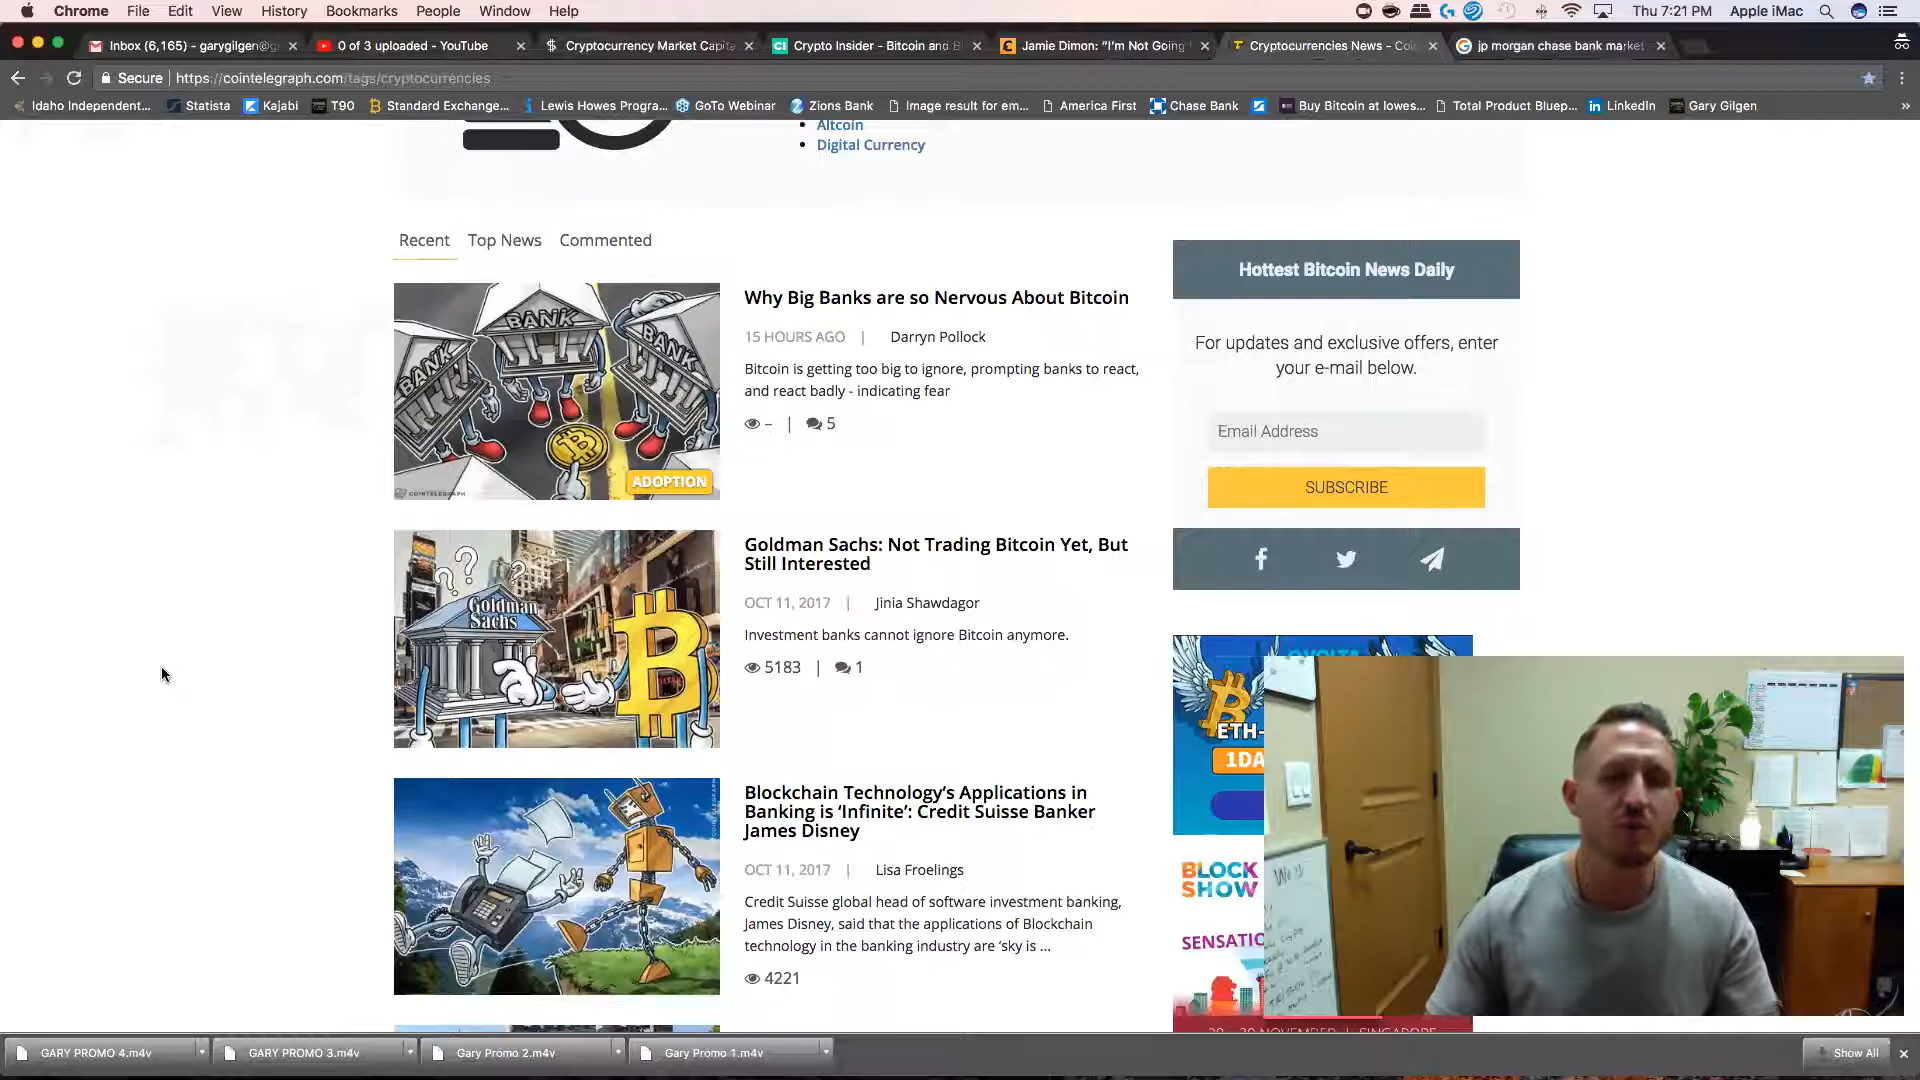 Chrome File Edit View History Bookmarks People Window Help
Thu 7:21 PM Apple iMac
Inbox (6,165) - garygilgen@g
0 of 3 uploaded - YouTube
Cryptocurrency Market Capita
Crypto Insider - Bitcoin and B
Jamie Dimon: "I'm Not Going
Cryptocurrencies News - Coin
jp morgan chase bank market
Secure https://cointelegraph.com/tags/cryptocurrencies
Idaho Independent...
Statista
Kajabi
T90
Standard Exchange...
Lewis Howes Progra...
GoTo Webinar
Zions Bank
Image result for em...
America First
Chase Bank
Buy Bitcoin at lowes...
Total Product Bluep...
LinkedIn
Gary Gilgen
Altcoin
Digital Currency
Recent Top News Commented
BANK
BANK
BANK
COINTELEGRAPH
ADOPTION
Why Big Banks are so Nervous About Bitcoin
15 HOURS AGO | Darryn Pollock
Bitcoin is getting too big to ignore, prompting banks to react,
and react badly - indicating fear
– | 5
Goldman
Sachs
Goldman Sachs: Not Trading Bitcoin Yet, But
Still Interested
OCT 11, 2017 | Jinia Shawdagor
Investment banks cannot ignore Bitcoin anymore.
5183 | 1
Blockchain Technology's Applications in
Banking is 'Infinite': Credit Suisse Banker
James Disney
OCT 11, 2017 | Lisa Froelings
Credit Suisse global head of software investment banking,
James Disney, said that the applications of Blockchain
technology in the banking industry are 'sky is ...
4221
Hottest Bitcoin News Daily
For updates and exclusive offers, enter
your e-mail below.
Email Address
SUBSCRIBE
ETH-
1DA
BLOCK
SHOW
SENSATIO
GARY PROMO 4.m4v
GARY PROMO 3.m4v
Gary Promo 2.m4v
Gary Promo 1.m4v
Show All